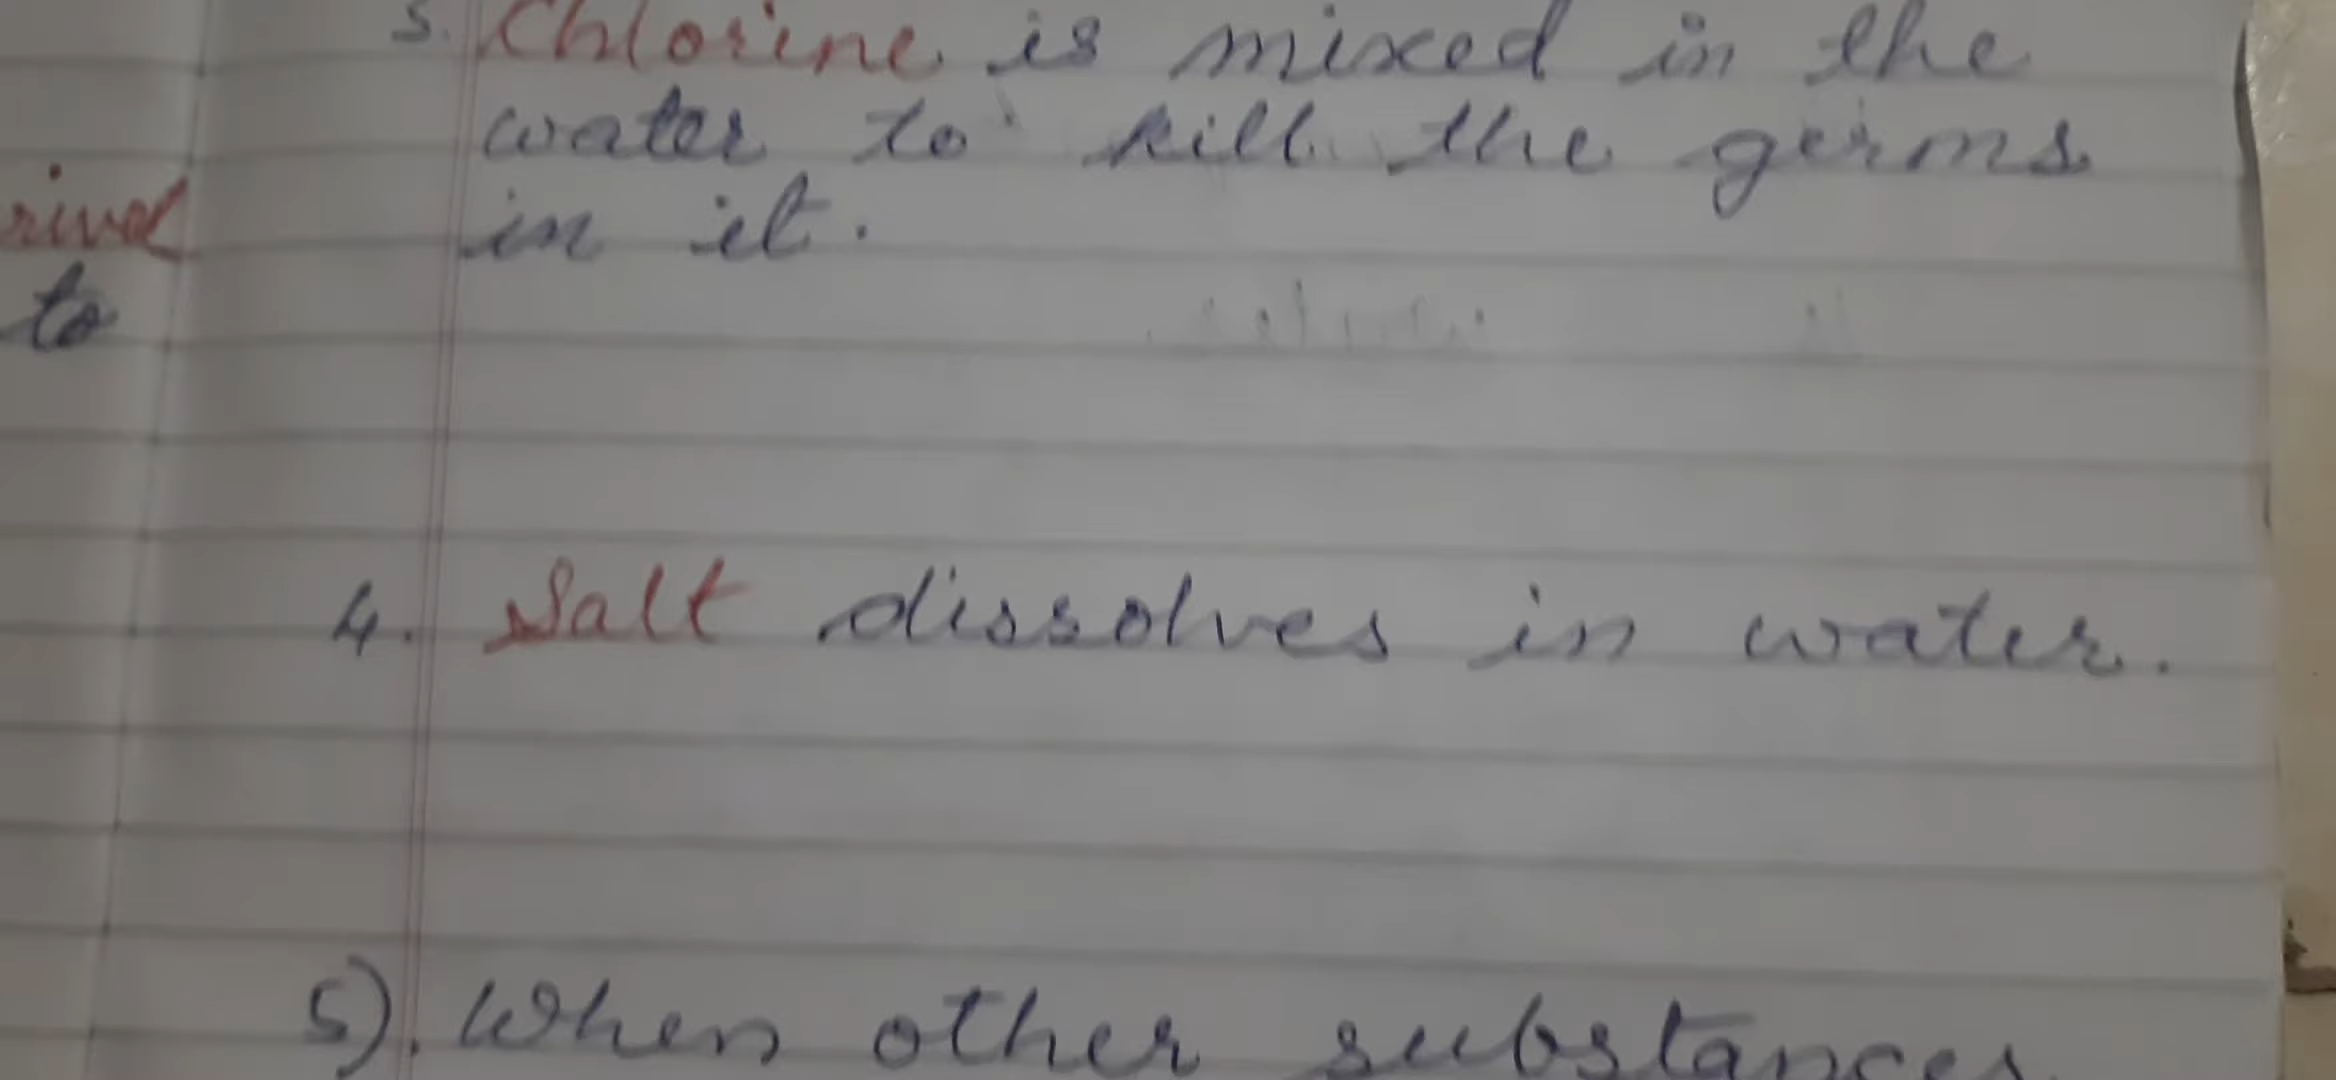 3. Chlorine is mixed in the
water to kill the germs
in it.
to
4. Salt dissolves in water.
5). When other substances